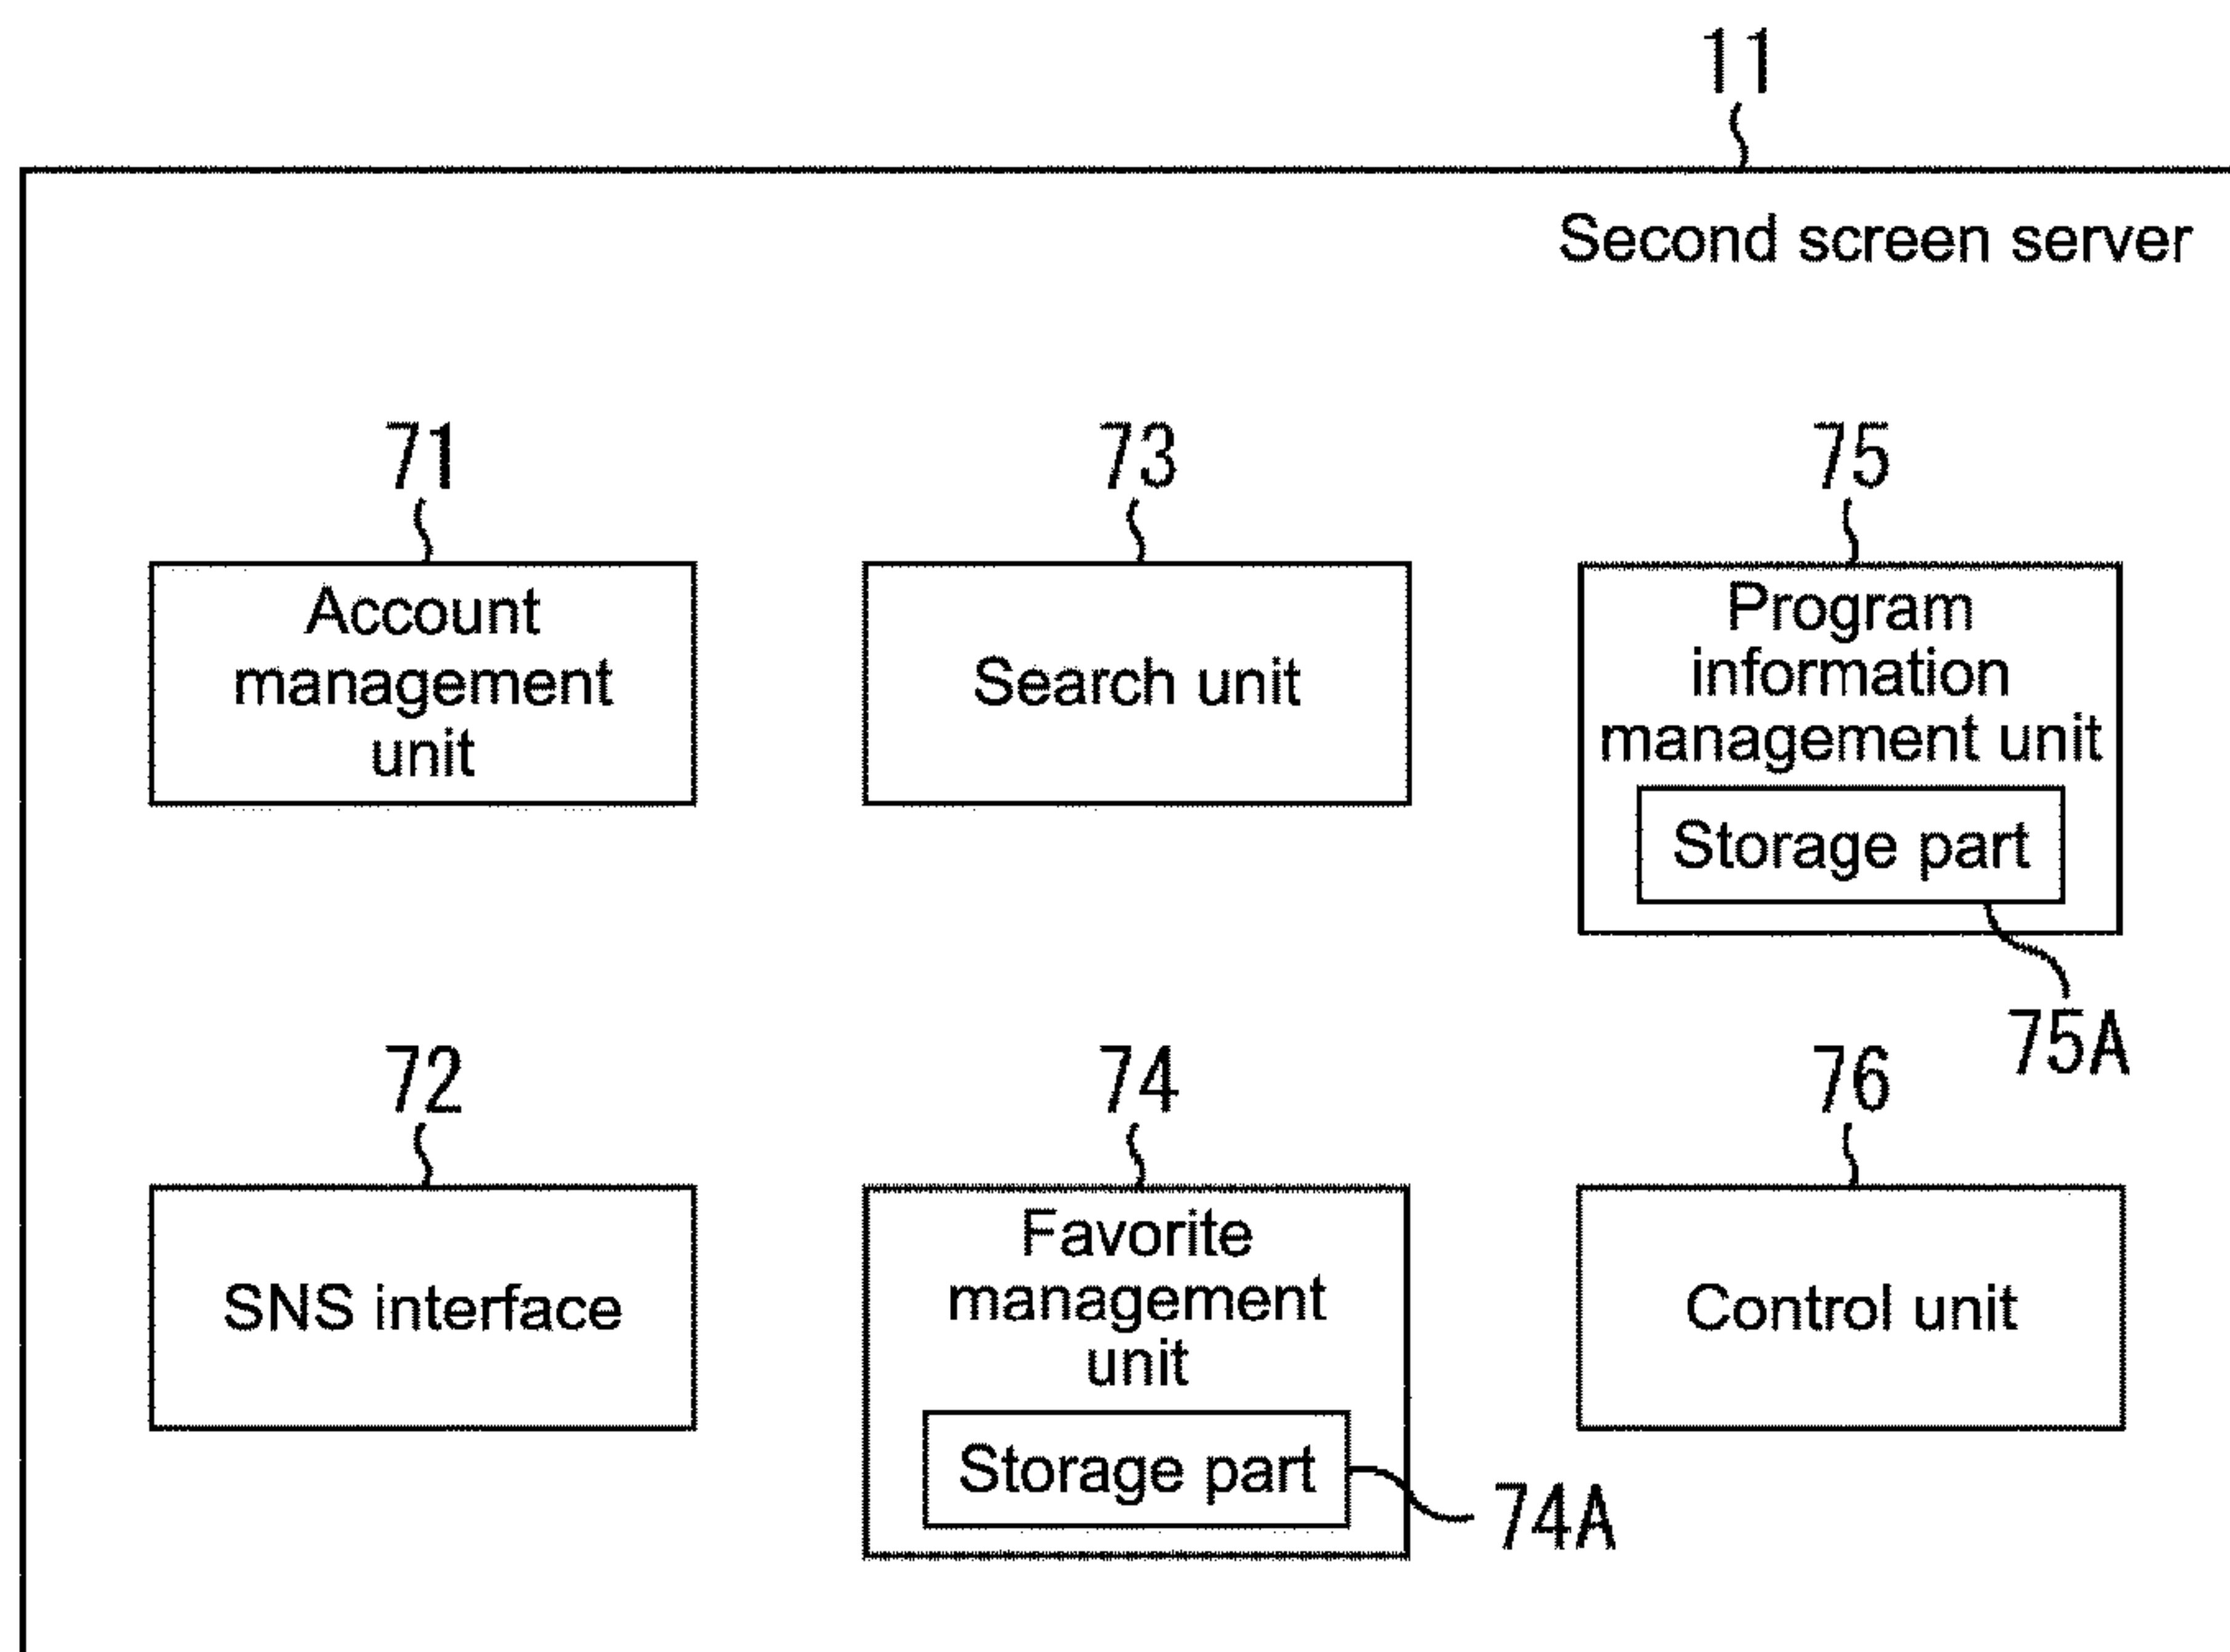 11
Second screen server
71
73
75
Account
management
unit
Search unit
Program
information
management unit
Storage part
75A
72
74
76
SNS interface
Favorite
management
unit
Storage part
74A
Control unit